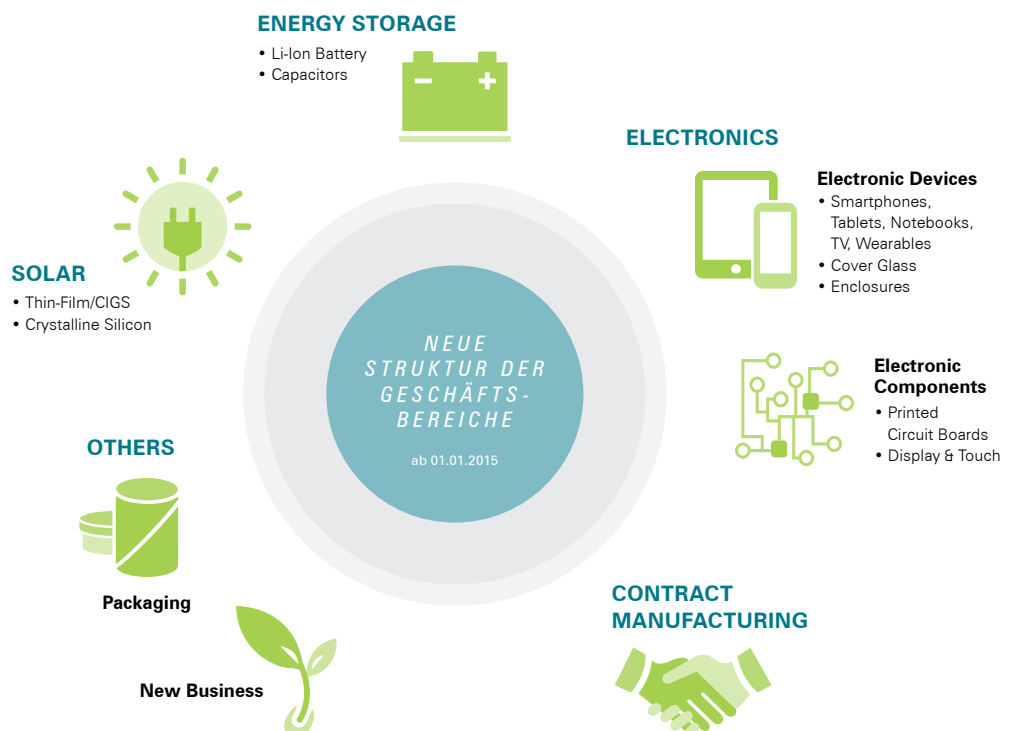 ENERGY STORAGE
• Li-Ion Battery
• Capacitors
ELECTRONICS
Electronic Devices
• Smartphones,
Tablets, Notebooks,
TV, Wearables
• Cover Glass
• Enclosures
Electronic
Components
• Printed
Circuit Boards
• Display & Touch
CONTRACT
MANUFACTURING
SOLAR
• Thin-Film/CIGS
• Crystalline Silicon
OTHERS
Packaging
New Business
NEUE
STRUKTUR DER
GESCHÄFTS-
BEREICHE
ab 01.01.2015